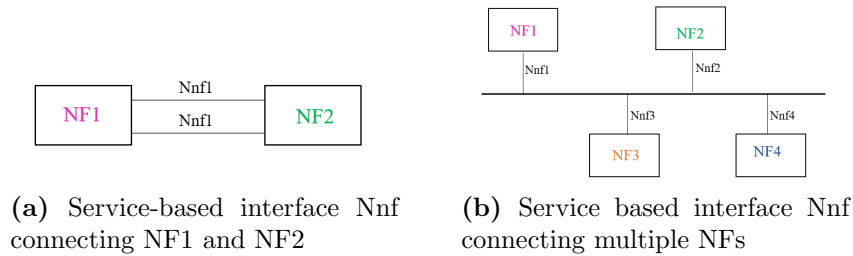 NF1
NF2
Nnf1
Nnf2
Nnf1
NF1
NF2
Nnf1
Nnf3
Nnf4
NF3
NF4
(a) Service-based interface Nnf
connecting NF1 and NF2
(b) Service based interface Nnf
connecting multiple NFs